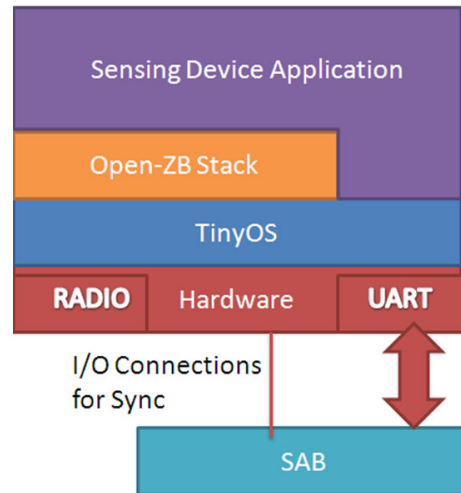 Sensing Device Application
Open-ZB Stack
TinyOS
RADIO Hardware UART
I/O Connections
for Sync
SAB